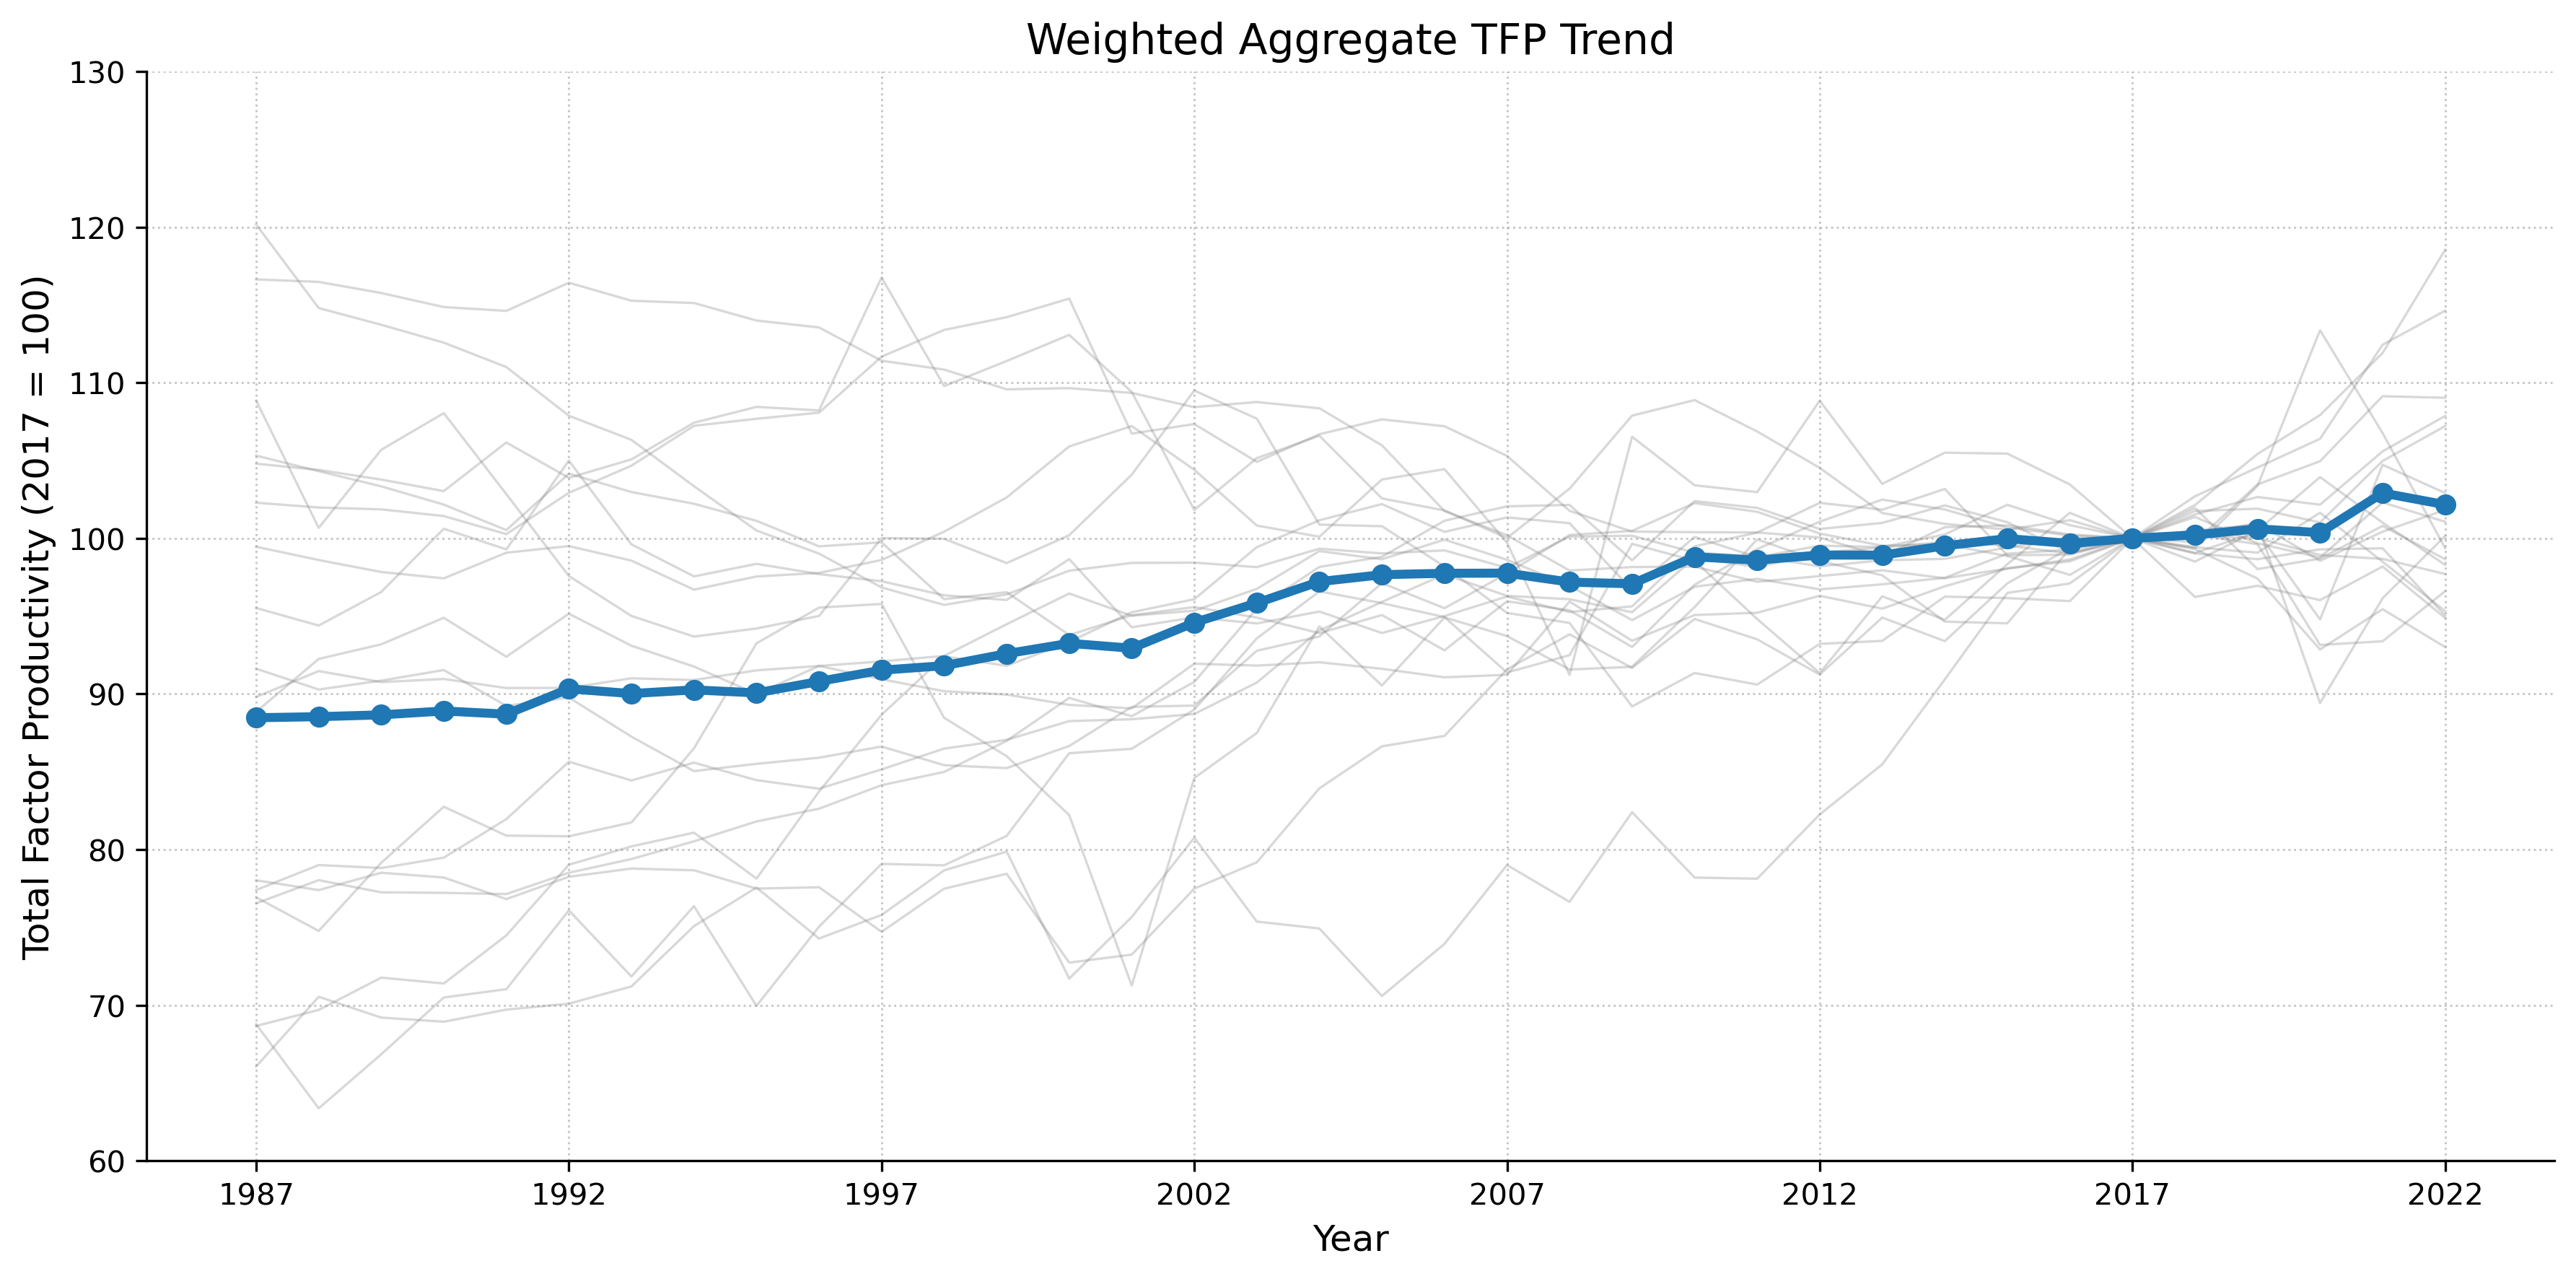 Weighted Aggregate TFP Trend
Total Factor Productivity (2017 = 100)
130
120
110
100
90
80
70
60
1987 1992 1997 2002 2007 2012 2017 2022
Year